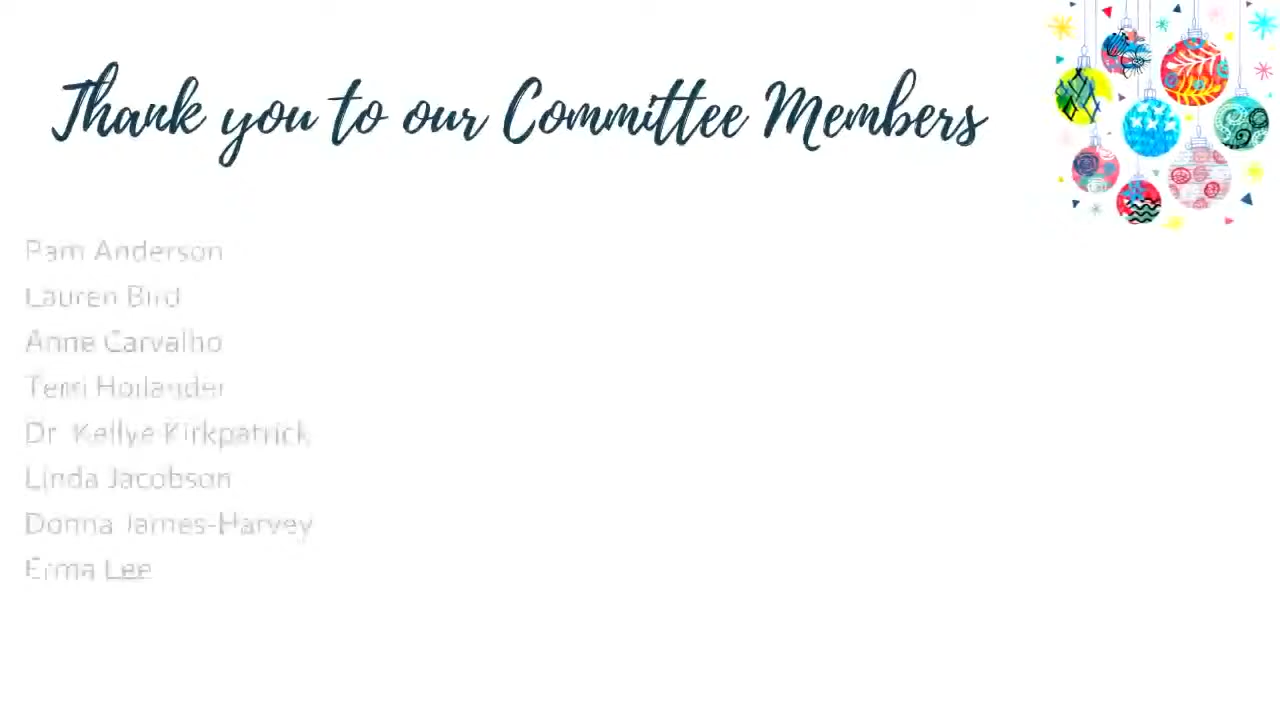 Thank you to our Committee Members
Pam Anderson
Lauren Bird
Anne Carvalho
Terri Hollander
Dr. Kellye Kirkpatrick
Linda Jacobson
Donna James-Harvey
Erma Lee